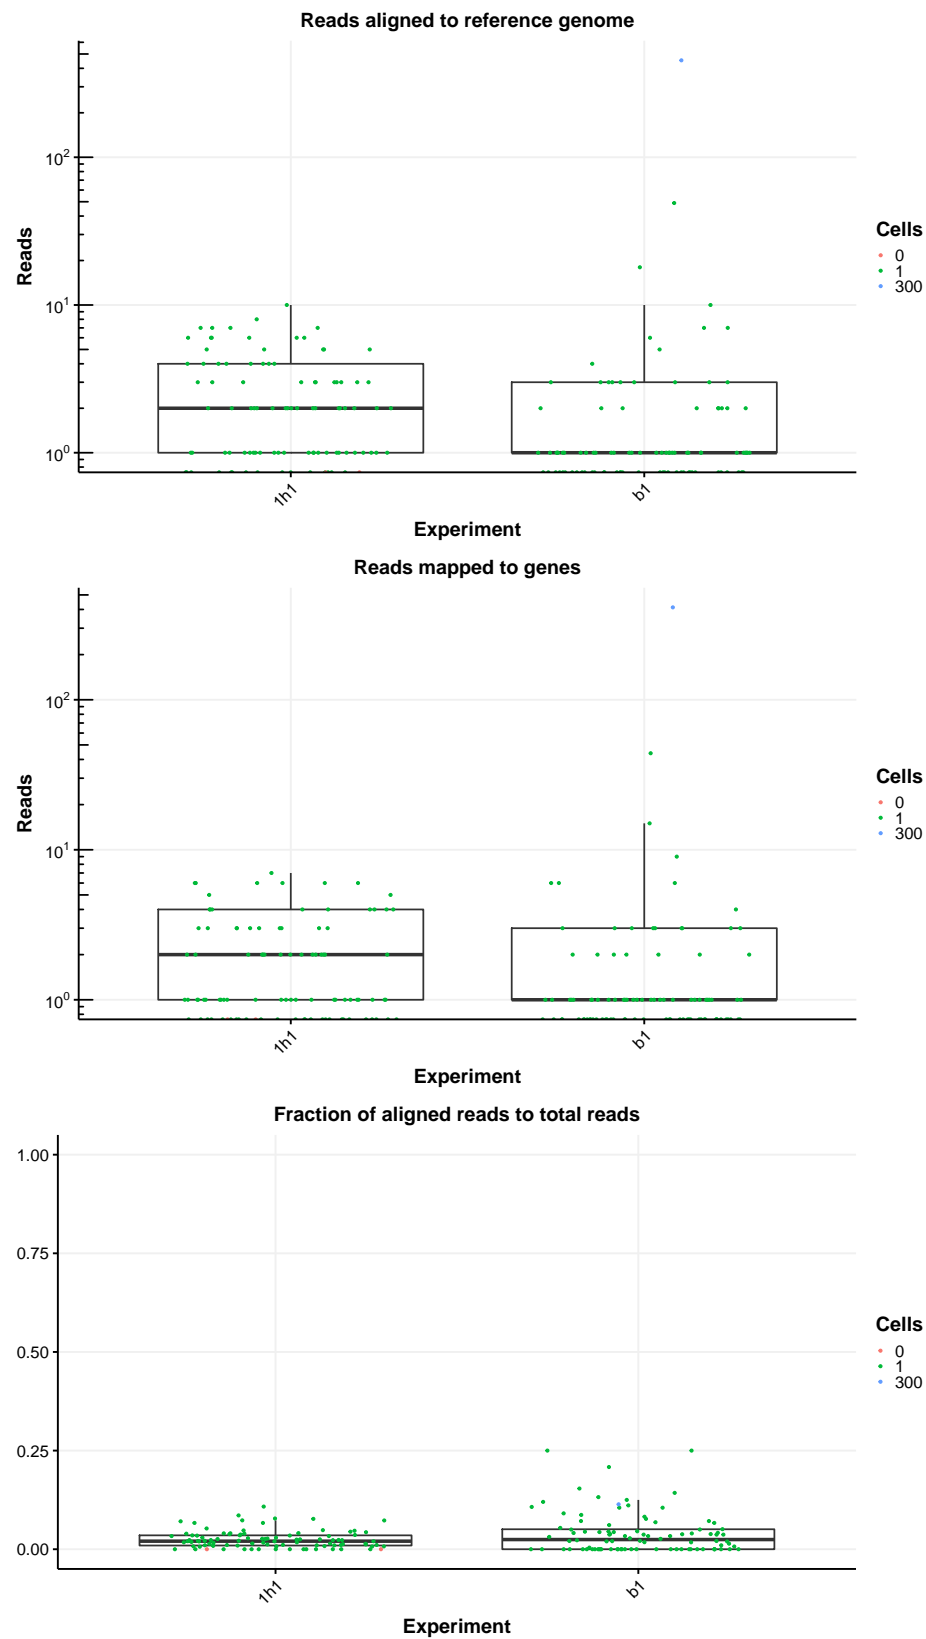 Reads aligned to reference genome
Reads
10²
10¹
10⁰
1h1
b1
Experiment
Cells
0
1
300
Reads mapped to genes
Reads
10²
10¹
10⁰
1h1
b1
Experiment
Cells
0
1
300
Fraction of aligned reads to total reads
1.00
0.75
0.50
0.25
0.00
1h1
b1
Experiment
Cells
0
1
300